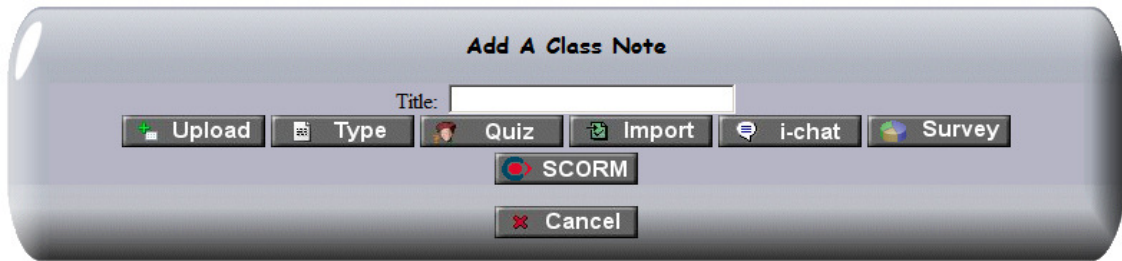 Add A Class Note
Title:
Upload Type Quiz Import i-chat Survey
SCORM
Cancel